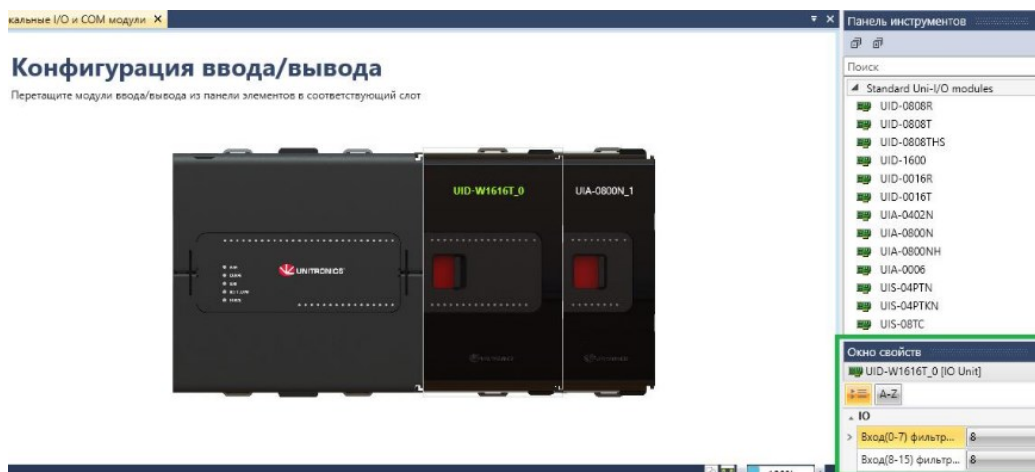 кальные I/O и COM модули
Панель инструментов
Конфигурация ввода/вывода
Перетащите модули ввода/вывода из панели элементов в соответствующий слот
Поиск
Standard Uni-I/O modules
UID-0808R
UID-0808T
UID-0808THS
UID-1600
UID-0016R
UID-0016T
UIA-0402N
UIA-0800N
UIA-0800NH
UIA-0006
UIS-04PTN
UIS-04PTKN
UIS-08TC
UID-W1616T_0
UIA-0800N_1
UNITRONICS
Окно свойств
UID-W1616T_0 [IO Unit]
A-Z
IO
Вход(0-7) фильтр... 8
Вход(8-15) фильтр... 8